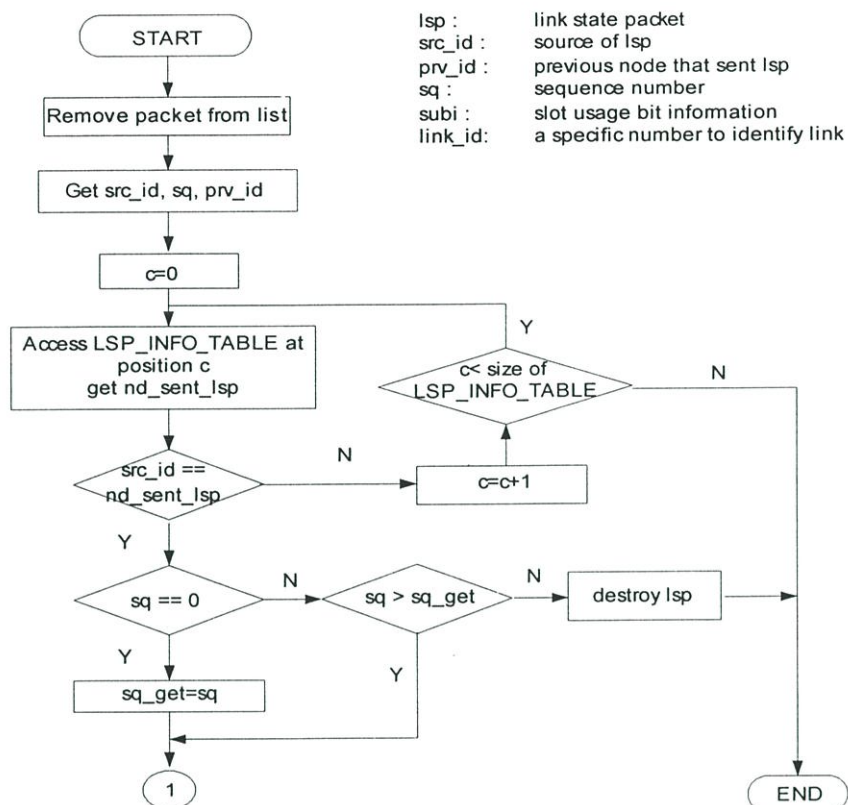 START
lsp : link state packet
src_id : source of lsp
prv_id : previous node that sent lsp
sq : sequence number
subi : slot usage bit information
link_id: a specific number to identify link
Remove packet from list
Get src_id, sq, prv_id
c=0
Access LSP_INFO_TABLE at
position c
get nd_sent_lsp
Y
c< size of
LSP_INFO_TABLE
N
src_id ==
nd_sent_lsp
N
c=c+1
Y
sq == 0
N
sq > sq_get
N
destroy lsp
Y
Y
sq_get=sq
1
END